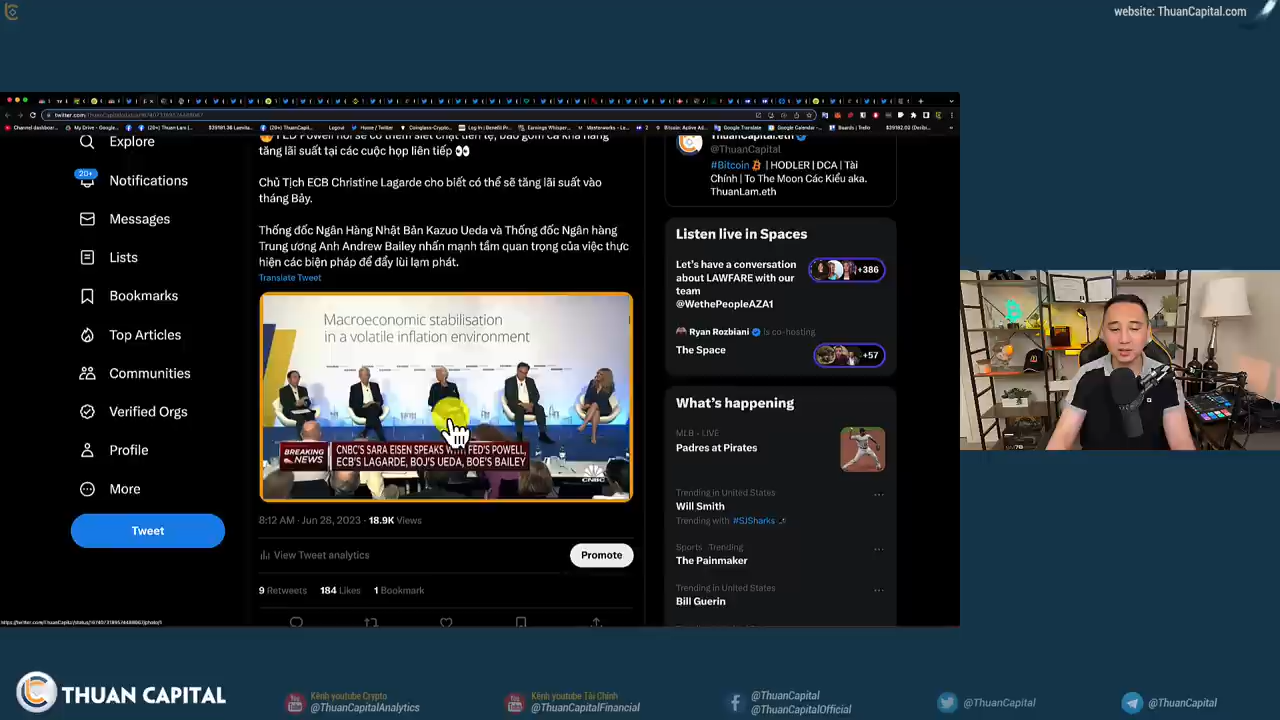 website: ThuanCapital.com
Explore
20+
Notifications
Messages
Lists
Bookmarks
Top Articles
Communities
Verified Orgs
Profile
More
Tweet
tăng lãi suất tại các cuộc họp liên tiếp 👀
Chủ Tịch ECB Christine Lagarde cho biết có thể sẽ tăng lãi suất vào
tháng Bảy.
Thống đốc Ngân Hàng Nhật Bản Kazuo Ueda và Thống đốc Ngân hàng
Trung ương Anh Andrew Bailey nhấn mạnh tầm quan trọng của việc thực
hiện các biện pháp để đẩy lùi lạm phát.
Translate Tweet
Macroeconomic stabilisation
in a volatile inflation environment
BREAKING
NEWS
CNBC'S SARA EISEN SPEAKS FED'S POWELL,
ECB'S LAGARDE, BOJ'S UEDA, BOE'S BAILEY
CNBC
8:12 AM · Jun 28, 2023 · 18.9K Views
View Tweet analytics
Promote
9 Retweets 184 Likes 1 Bookmark
ThuanCapital.eth
@ThuanCapital
#Bitcoin | HODLER | DCA | Tài
Chính | To The Moon Các Kiểu aka.
ThuanLam.eth
Listen live in Spaces
Let's have a conversation
about LAWFARE with our
team
@WethePeopleAZA1
+386
Ryan Rozbiani is co-hosting
The Space
+57
What's happening
MLB · LIVE
Padres at Pirates
Trending in United States
Will Smith
Trending with #SJSharks
Sports · Trending
The Painmaker
Trending in United States
Bill Guerin
THUAN CAPITAL
Kênh youtube Crypto
@ThuanCapitalAnalytics
Kênh youtube Tài Chính
@ThuanCapitalFinancial
@ThuanCapital
@ThuanCapitalOfficial
@ThuanCapital
@ThuanCapital